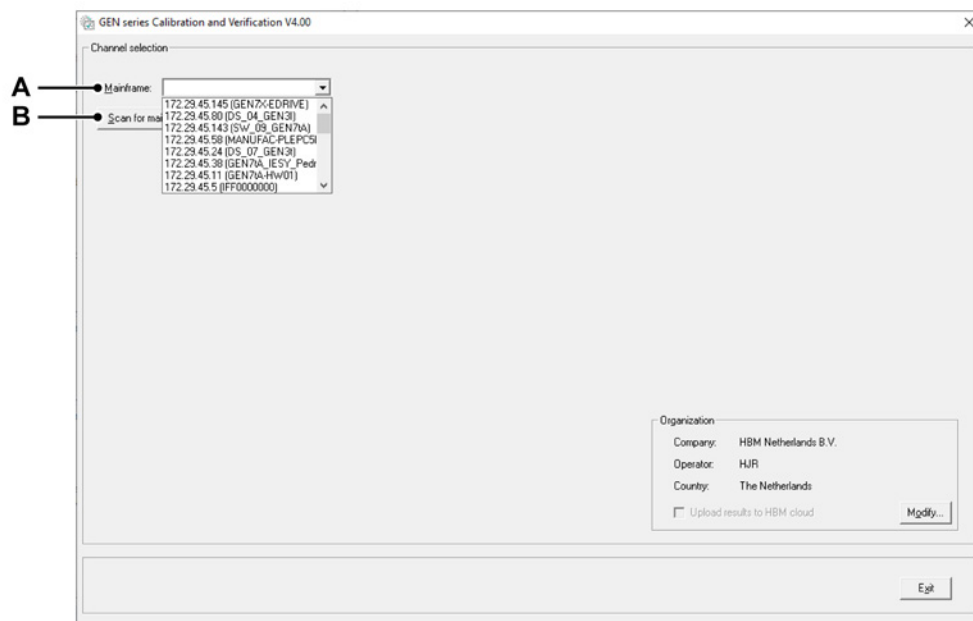 GEN series Calibration and Verification V4.00
Channel selection
A
Mainframe:
B
Scan for mai
172.29.45.145 (GEN7X-EDRIVE)
172.29.45.80 (DS_04_GEN3I)
172.29.45.143 (SW_09_GEN7tA)
172.29.45.58 (MANUFAC-PLEPC5I
172.29.45.24 (DS_07_GEN3t)
172.29.45.38 (GEN7tA_IESY_Pedr
172.29.45.11 (GEN7tA-HW01)
172.29.45.5 (IFF0000000)
Organization
Company: HBM Netherlands B.V.
Operator: HJR
Country: The Netherlands
Upload results to HBM cloud
Modify...
Exit